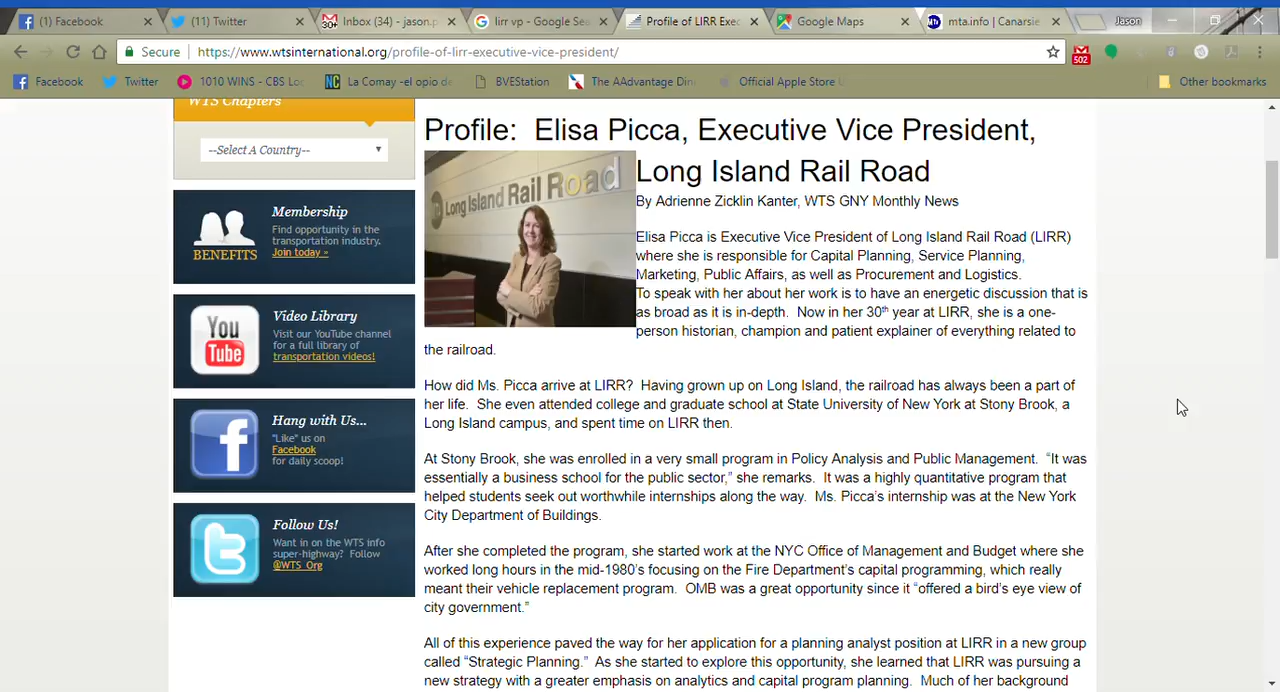 (1) Facebook
(11) Twitter
Inbox (34) - jason.p
lirr vp - Google Sea
Profile of LIRR Exec
Google Maps
mta.info | Canarsie
Jason
Secure
https://www.wtsinternational.org/profile-of-lirr-executive-vice-president/
502
Facebook
Twitter
1010 WINS - CBS Loc
La Comay -el opio de
BVEStation
The AAdvantage Din
Official Apple Store
Other bookmarks
WTS Chapters
--Select A Country--
BENEFITS
Membership
Find opportunity in the
transportation industry.
Join today »
You
Tube
Video Library
Visit our YouTube channel
for a full library of
transportation videos!
Hang with Us...
"Like" us on
Facebook
for daily scoop!
Follow Us!
Want in on the WTS info
super-highway? Follow
@WTS_Org
Profile: Elisa Picca, Executive Vice President,
Long Island Rail Road
Long Island Rail Road
By Adrienne Zicklin Kanter, WTS GNY Monthly News
Elisa Picca is Executive Vice President of Long Island Rail Road (LIRR)
where she is responsible for Capital Planning, Service Planning,
Marketing, Public Affairs, as well as Procurement and Logistics.
To speak with her about her work is to have an energetic discussion that is
as broad as it is in-depth. Now in her 30th year at LIRR, she is a one-
person historian, champion and patient explainer of everything related to
the railroad.
How did Ms. Picca arrive at LIRR? Having grown up on Long Island, the railroad has always been a part of
her life. She even attended college and graduate school at State University of New York at Stony Brook, a
Long Island campus, and spent time on LIRR then.
At Stony Brook, she was enrolled in a very small program in Policy Analysis and Public Management. “It was
essentially a business school for the public sector,” she remarks. It was a highly quantitative program that
helped students seek out worthwhile internships along the way. Ms. Picca’s internship was at the New York
City Department of Buildings.
After she completed the program, she started work at the NYC Office of Management and Budget where she
worked long hours in the mid-1980’s focusing on the Fire Department’s capital programming, which really
meant their vehicle replacement program. OMB was a great opportunity since it “offered a bird’s eye view of
city government.”
All of this experience paved the way for her application for a planning analyst position at LIRR in a new group
called “Strategic Planning.” As she started to explore this opportunity, she learned that LIRR was pursuing a
new strategy with a greater emphasis on analytics and capital program planning. Much of her background